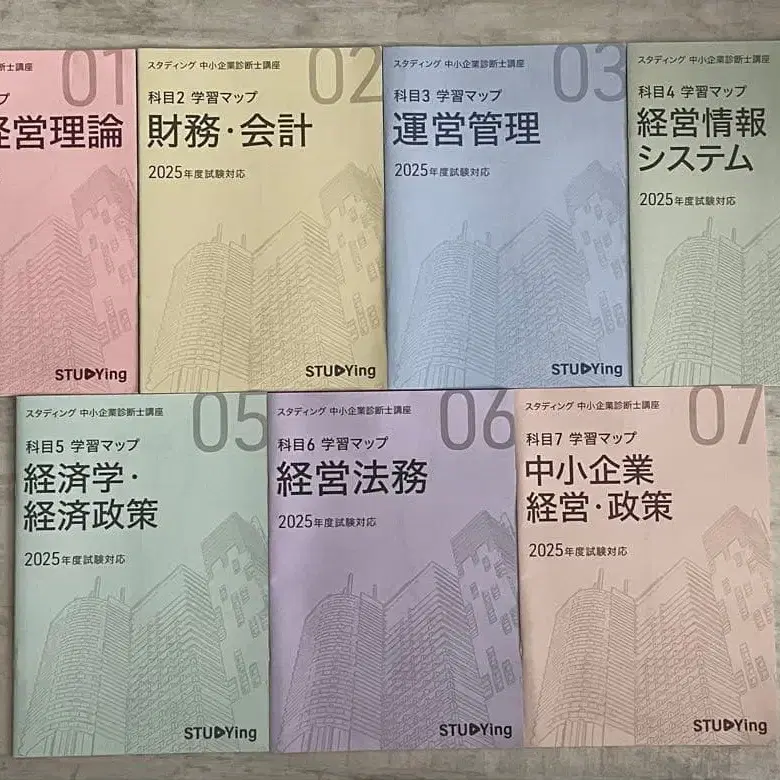 断士講座
01
プ
経営理論
STUDYing
スタディング 中小企業診断士講座
02
科目2 学習マップ
財務・会計
2025年度試験対応
STUDYing
スタディング 中小企業診断士講座
03
科目3 学習マップ
運営管理
2025年度試験対応
STUDYing
スタディング 中小企業診断士講座
科目4 学習マップ
経営情報
システム
2025年度試験対応
スタディング 中小企業診断士講座
05
科目5 学習マップ
経済学・
経済政策
2025年度試験対応
STUDYing
スタディング 中小企業診断士講座
06
科目6 学習マップ
経営法務
2025年度試験対応
STUDYing
スタディング 中小企業診断士講座
07
科目7 学習マップ
中小企業
経営・政策
2025年度試験対応
STUDYing